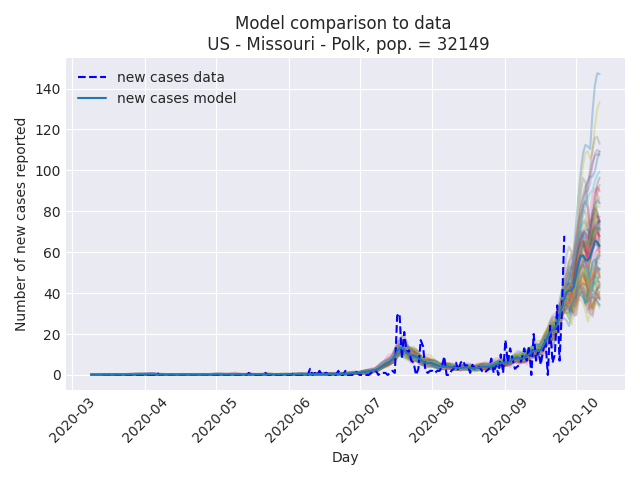 Model comparison to data
US - Missouri - Polk, pop. = 32149
new cases data
new cases model
Number of new cases reported
140
120
100
80
60
40
20
0
2020-03
2020-04
2020-05
2020-06
2020-07
2020-08
2020-09
2020-10
Day